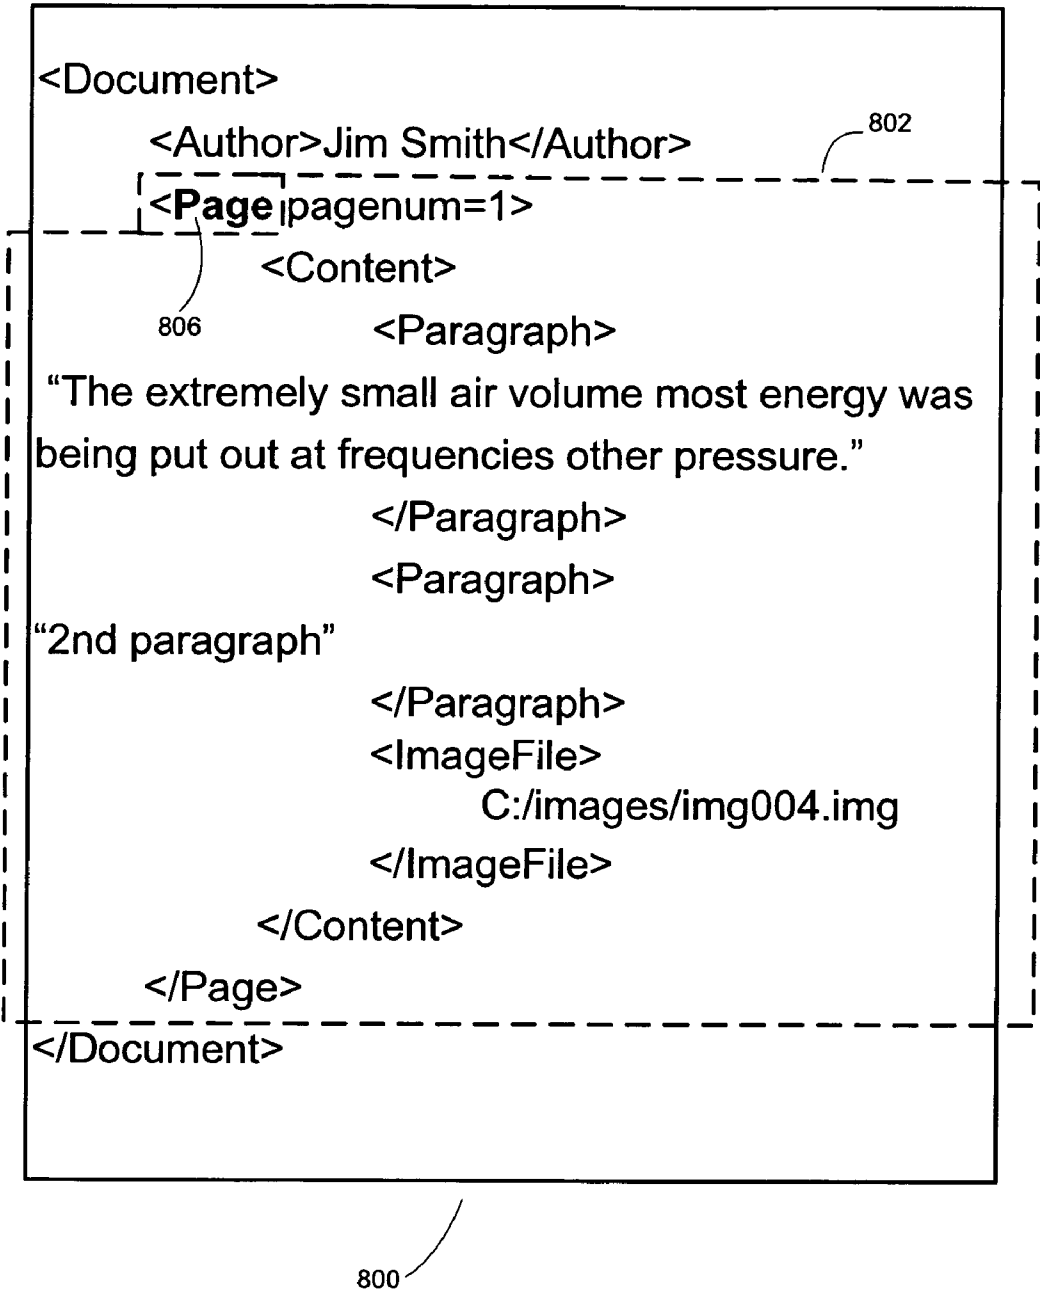 <Document>
<Author>Jim Smith</Author>
802
<Page pagenum=1>
<Content>
806
<Paragraph>
“The extremely small air volume most energy was
being put out at frequencies other pressure.”
</Paragraph>
<Paragraph>
“2nd paragraph”
</Paragraph>
<ImageFile>
C:/images/img004.img
</ImageFile>
</Content>
</Page>
</Document>
800